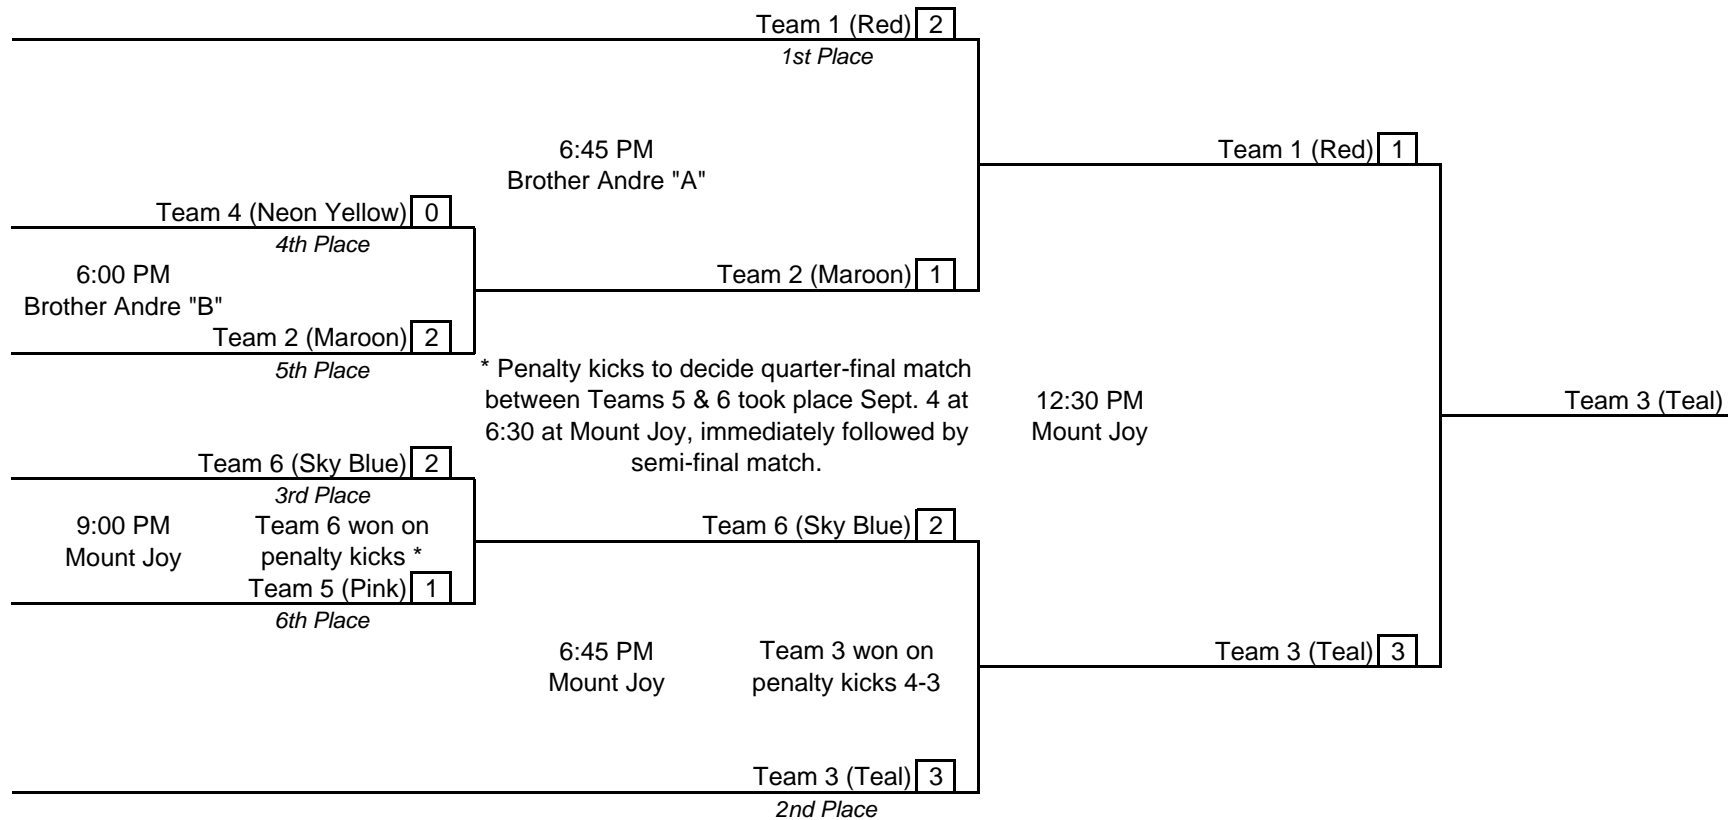 Team 1 (Red) 2
1st Place
6:45 PM
Brother Andre "A"
Team 1 (Red) 1
Team 4 (Neon Yellow) 0
4th Place
6:00 PM
Brother Andre "B"
Team 2 (Maroon) 1
Team 2 (Maroon) 2
5th Place
* Penalty kicks to decide quarter-final match
between Teams 5 & 6 took place Sept. 4 at
6:30 at Mount Joy, immediately followed by
semi-final match.
12:30 PM
Mount Joy
Team 3 (Teal)
Team 6 (Sky Blue) 2
3rd Place
9:00 PM
Mount Joy
Team 6 won on
penalty kicks *
Team 6 (Sky Blue) 2
Team 5 (Pink) 1
6th Place
6:45 PM
Mount Joy
Team 3 won on
penalty kicks 4-3
Team 3 (Teal) 3
Team 3 (Teal) 3
2nd Place